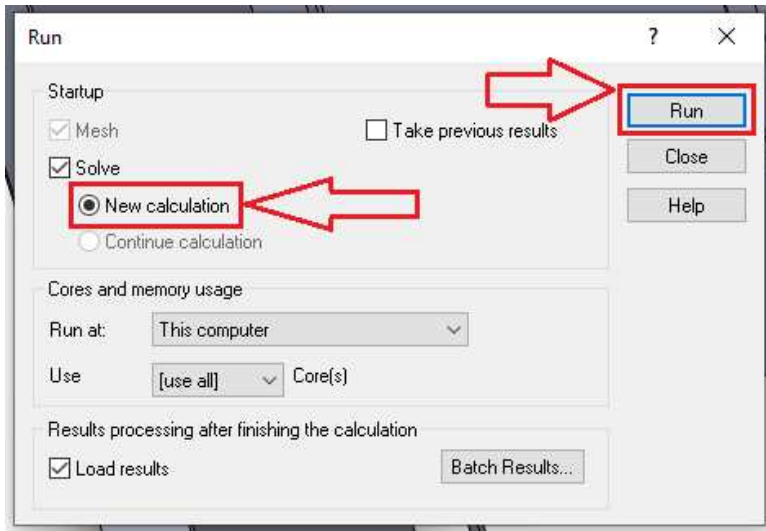 Run ?
Startup
Mesh
Take previous results
Solve
New calculation
Continue calculation
Run
Close
Help
Cores and memory usage
Run at: This computer
Use [use all] Core(s)
Results processing after finishing the calculation
Load results
Batch Results...